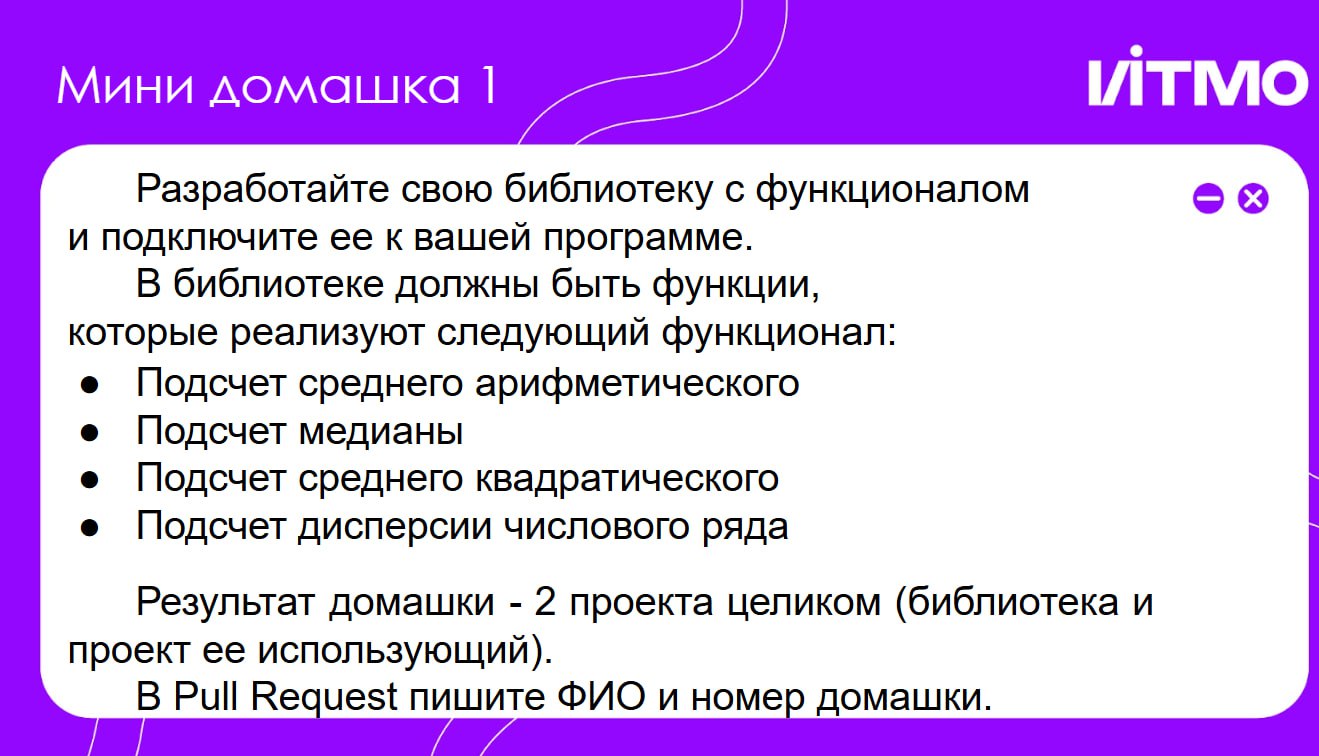 Мини домашка 1
ИТМО
Разработайте свою библиотеку с функционалом
и подключите ее к вашей программе.
В библиотеке должны быть функции,
которые реализуют следующий функционал:
● Подсчет среднего арифметического
● Подсчет медианы
● Подсчет среднего квадратического
● Подсчет дисперсии числового ряда
Результат домашки - 2 проекта целиком (библиотека и
проект ее использующий).
В Pull Request пишите ФИО и номер домашки.